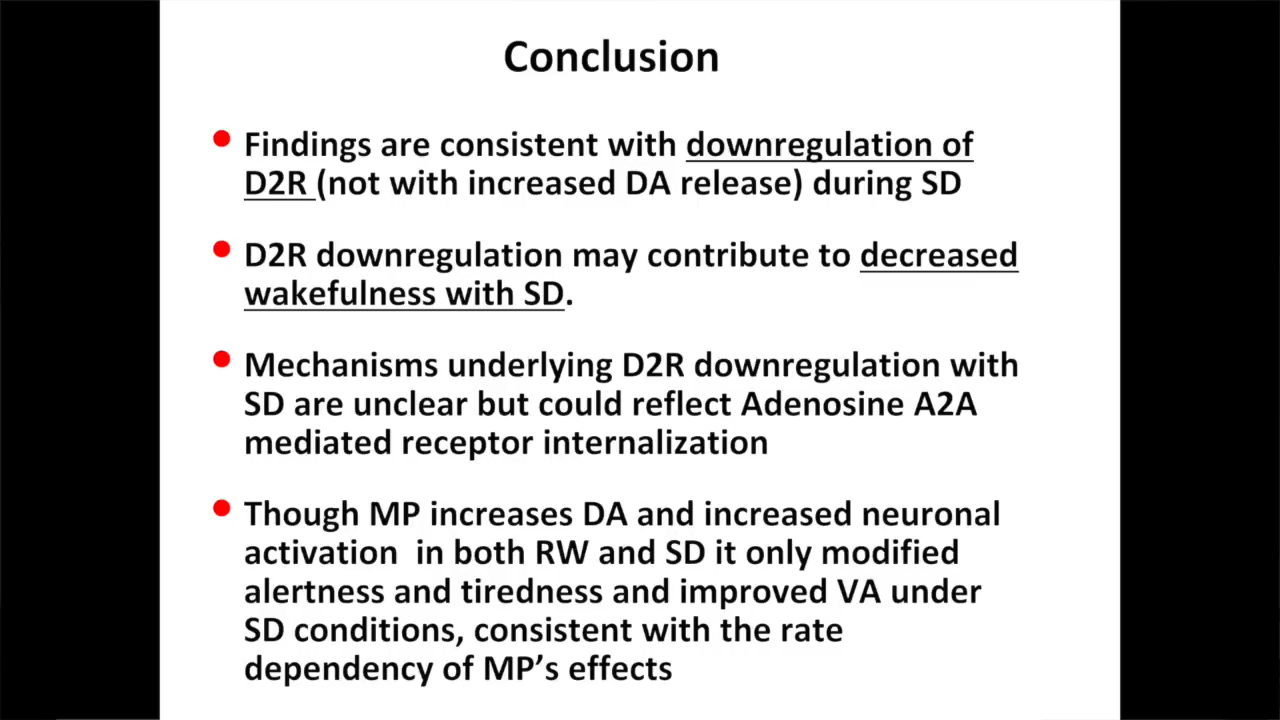 Conclusion
• Findings are consistent with downregulation of
D2R (not with increased DA release) during SD
• D2R downregulation may contribute to decreased
wakefulness with SD.
• Mechanisms underlying D2R downregulation with
SD are unclear but could reflect Adenosine A2A
mediated receptor internalization
• Though MP increases DA and increased neuronal
activation  in both RW and SD it only modified
alertness and tiredness and improved VA under
SD conditions, consistent with the rate
dependency of MP’s effects